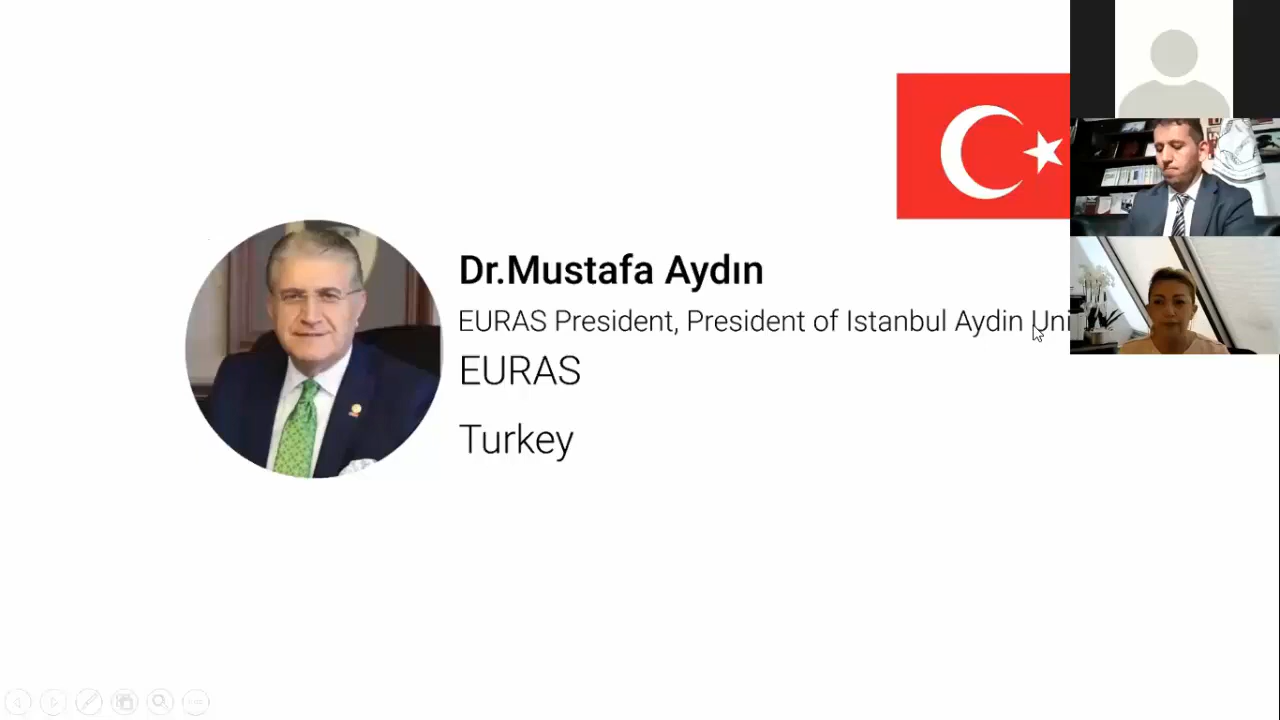 Dr.Mustafa Aydın
EURAS President, President of Istanbul Aydin Uni
EURAS
Turkey